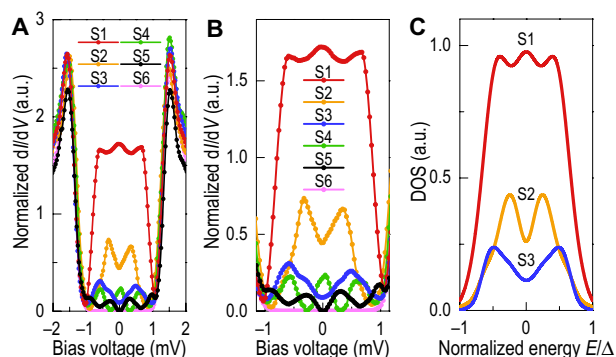 A
Normalized dI/dV (a.u.)
3
2
1
0
S1 S4
S2 S5
S3 S6
−2 −1 0 1 2
Bias voltage (mV)
B
Normalized dI/dV (a.u.)
1.5
1.0
0.5
0.0
S1
S2
S3
S4
S5
S6
−1 0 1
Bias voltage (mV)
C
DOS (a.u.)
1.0
0.5
0.0
S1
S2
S3
−1 0 1
Normalized energy E/Δ